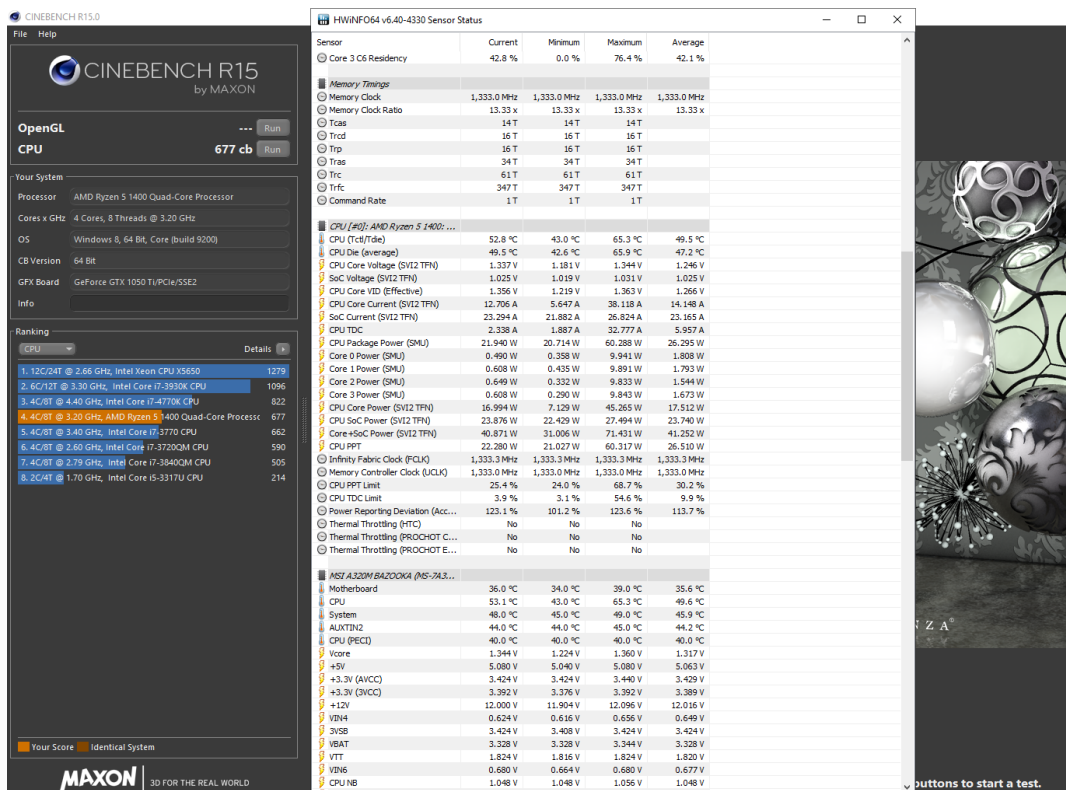 CINEBENCH R15.0
File Help
CINEBENCH R15
by MAXON
OpenGL --- Run
CPU 677 cb Run
Your System
Processor AMD Ryzen 5 1400 Quad-Core Processor
Cores x GHz 4 Cores, 8 Threads @ 3.20 GHz
OS Windows 8, 64 Bit, Core (build 9200)
CB Version 64 Bit
GFX Board GeForce GTX 1050 Ti/PCIe/SSE2
Info
Ranking
CPU Details
1. 12C/24T @ 2.66 GHz, Intel Xeon CPU X5650 1279
2. 6C/12T @ 3.30 GHz, Intel Core i7-3930K CPU 1096
3. 4C/8T @ 4.40 GHz, Intel Core i7-4770K CPU 822
4. 4C/8T @ 3.20 GHz, AMD Ryzen 5 1400 Quad-Core Processc 677
5. 4C/8T @ 3.40 GHz, Intel Core i7-3770 CPU 662
6. 4C/8T @ 2.60 GHz, Intel Core i7-3720QM CPU 590
7. 4C/8T @ 2.79 GHz, Intel Core i7-3840QM CPU 505
8. 2C/4T @ 1.70 GHz, Intel Core i5-3317U CPU 214
Your Score Identical System
MAXON 3D FOR THE REAL WORLD
HWiNFO64 v6.40-4330 Sensor Status
Sensor Current Minimum Maximum Average
Core 3 C6 Residency 42.8 % 0.0 % 76.4 % 42.1 %
Memory Timings
Memory Clock 1,333.0 MHz 1,333.0 MHz 1,333.0 MHz 1,333.0 MHz
Memory Clock Ratio 13.33 x 13.33 x 13.33 x 13.33 x
Tcas 14 T 14 T 14 T
Trcd 16 T 16 T 16 T
Trp 16 T 16 T 16 T
Tras 34 T 34 T 34 T
Trc 61 T 61 T 61 T
Trfc 347 T 347 T 347 T
Command Rate 1 T 1 T 1 T
CPU [#0]: AMD Ryzen 5 1400: ...
CPU (Tctl/Tdie) 52.8 °C 43.0 °C 65.3 °C 49.5 °C
CPU Die (average) 49.5 °C 42.6 °C 65.9 °C 47.2 °C
CPU Core Voltage (SVI2 TFN) 1.337 V 1.181 V 1.344 V 1.246 V
SoC Voltage (SVI2 TFN) 1.025 V 1.019 V 1.031 V 1.025 V
CPU Core VID (Effective) 1.356 V 1.219 V 1.363 V 1.266 V
CPU Core Current (SVI2 TFN) 12.706 A 5.647 A 38.118 A 14.148 A
SoC Current (SVI2 TFN) 23.294 A 21.882 A 26.824 A 23.165 A
CPU TDC 2.338 A 1.887 A 32.777 A 5.957 A
CPU Package Power (SMU) 21.940 W 20.714 W 60.288 W 26.295 W
Core 0 Power (SMU) 0.490 W 0.358 W 9.941 W 1.808 W
Core 1 Power (SMU) 0.608 W 0.435 W 9.891 W 1.793 W
Core 2 Power (SMU) 0.649 W 0.332 W 9.833 W 1.544 W
Core 3 Power (SMU) 0.608 W 0.290 W 9.843 W 1.673 W
CPU Core Power (SVI2 TFN) 16.994 W 7.129 W 45.265 W 17.512 W
CPU SoC Power (SVI2 TFN) 23.876 W 22.429 W 27.494 W 23.740 W
Core+SoC Power (SVI2 TFN) 40.871 W 31.006 W 71.431 W 41.252 W
CPU PPT 22.280 W 21.027 W 60.317 W 26.510 W
Infinity Fabric Clock (FCLK) 1,333.3 MHz 1,333.3 MHz 1,333.3 MHz 1,333.3 MHz
Memory Controller Clock (UCLK) 1,333.0 MHz 1,333.0 MHz 1,333.0 MHz 1,333.0 MHz
CPU PPT Limit 25.4 % 24.0 % 68.7 % 30.2 %
CPU TDC Limit 3.9 % 3.1 % 54.6 % 9.9 %
Power Reporting Deviation (Acc... 123.1 % 101.2 % 123.6 % 113.7 %
Thermal Throttling (HTC) No No No
Thermal Throttling (PROCHOT C... No No No
Thermal Throttling (PROCHOT E... No No No
MSI A320M BAZOOKA (MS-7A3...
Motherboard 36.0 °C 34.0 °C 39.0 °C 35.6 °C
CPU 53.1 °C 43.0 °C 65.3 °C 49.6 °C
System 48.0 °C 45.0 °C 49.0 °C 45.9 °C
AUXTIN2 44.0 °C 44.0 °C 45.0 °C 44.2 °C
CPU (PECI) 40.0 °C 40.0 °C 40.0 °C 40.0 °C
Vcore 1.344 V 1.224 V 1.360 V 1.317 V
+5V 5.080 V 5.040 V 5.080 V 5.063 V
+3.3V (AVCC) 3.424 V 3.424 V 3.440 V 3.429 V
+3.3V (3VCC) 3.392 V 3.376 V 3.392 V 3.389 V
+12V 12.000 V 11.904 V 12.096 V 12.016 V
VIN4 0.624 V 0.616 V 0.656 V 0.649 V
3VSB 3.424 V 3.408 V 3.424 V 3.424 V
VBAT 3.328 V 3.328 V 3.344 V 3.328 V
VTT 1.824 V 1.816 V 1.824 V 1.820 V
VIN6 0.680 V 0.664 V 0.680 V 0.677 V
CPU NB 1.048 V 1.048 V 1.056 V 1.048 V
N Z A ©
buttons to start a test.